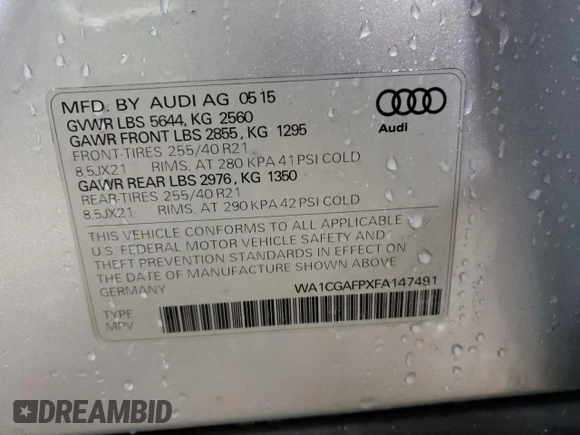 MFD. BY AUDI AG 05 15
GVWR LBS 5644, KG 2560
GAWR FRONT LBS 2855, KG 1295
FRONT-TIRES 255/40 R21
8.5JX21 RIMS, AT 280 KPA 41 PSI COLD
GAWR REAR LBS 2976, KG 1350
REAR-TIRES 255/40 R21
8.5JX21 RIMS, AT 290 KPA 42 PSI COLD
Audi
THIS VEHICLE CONFORMS TO ALL APPLICABLE
U.S. FEDERAL MOTOR VEHICLE SAFETY AND
THEFT PREVENTION STANDARDS IN EFFECT ON
THE DATE OF MANUFACTURE SHOWN ABOVE
GERMANY WA1CGAFPXFA147491
TYPE
MPV
DREAMBID